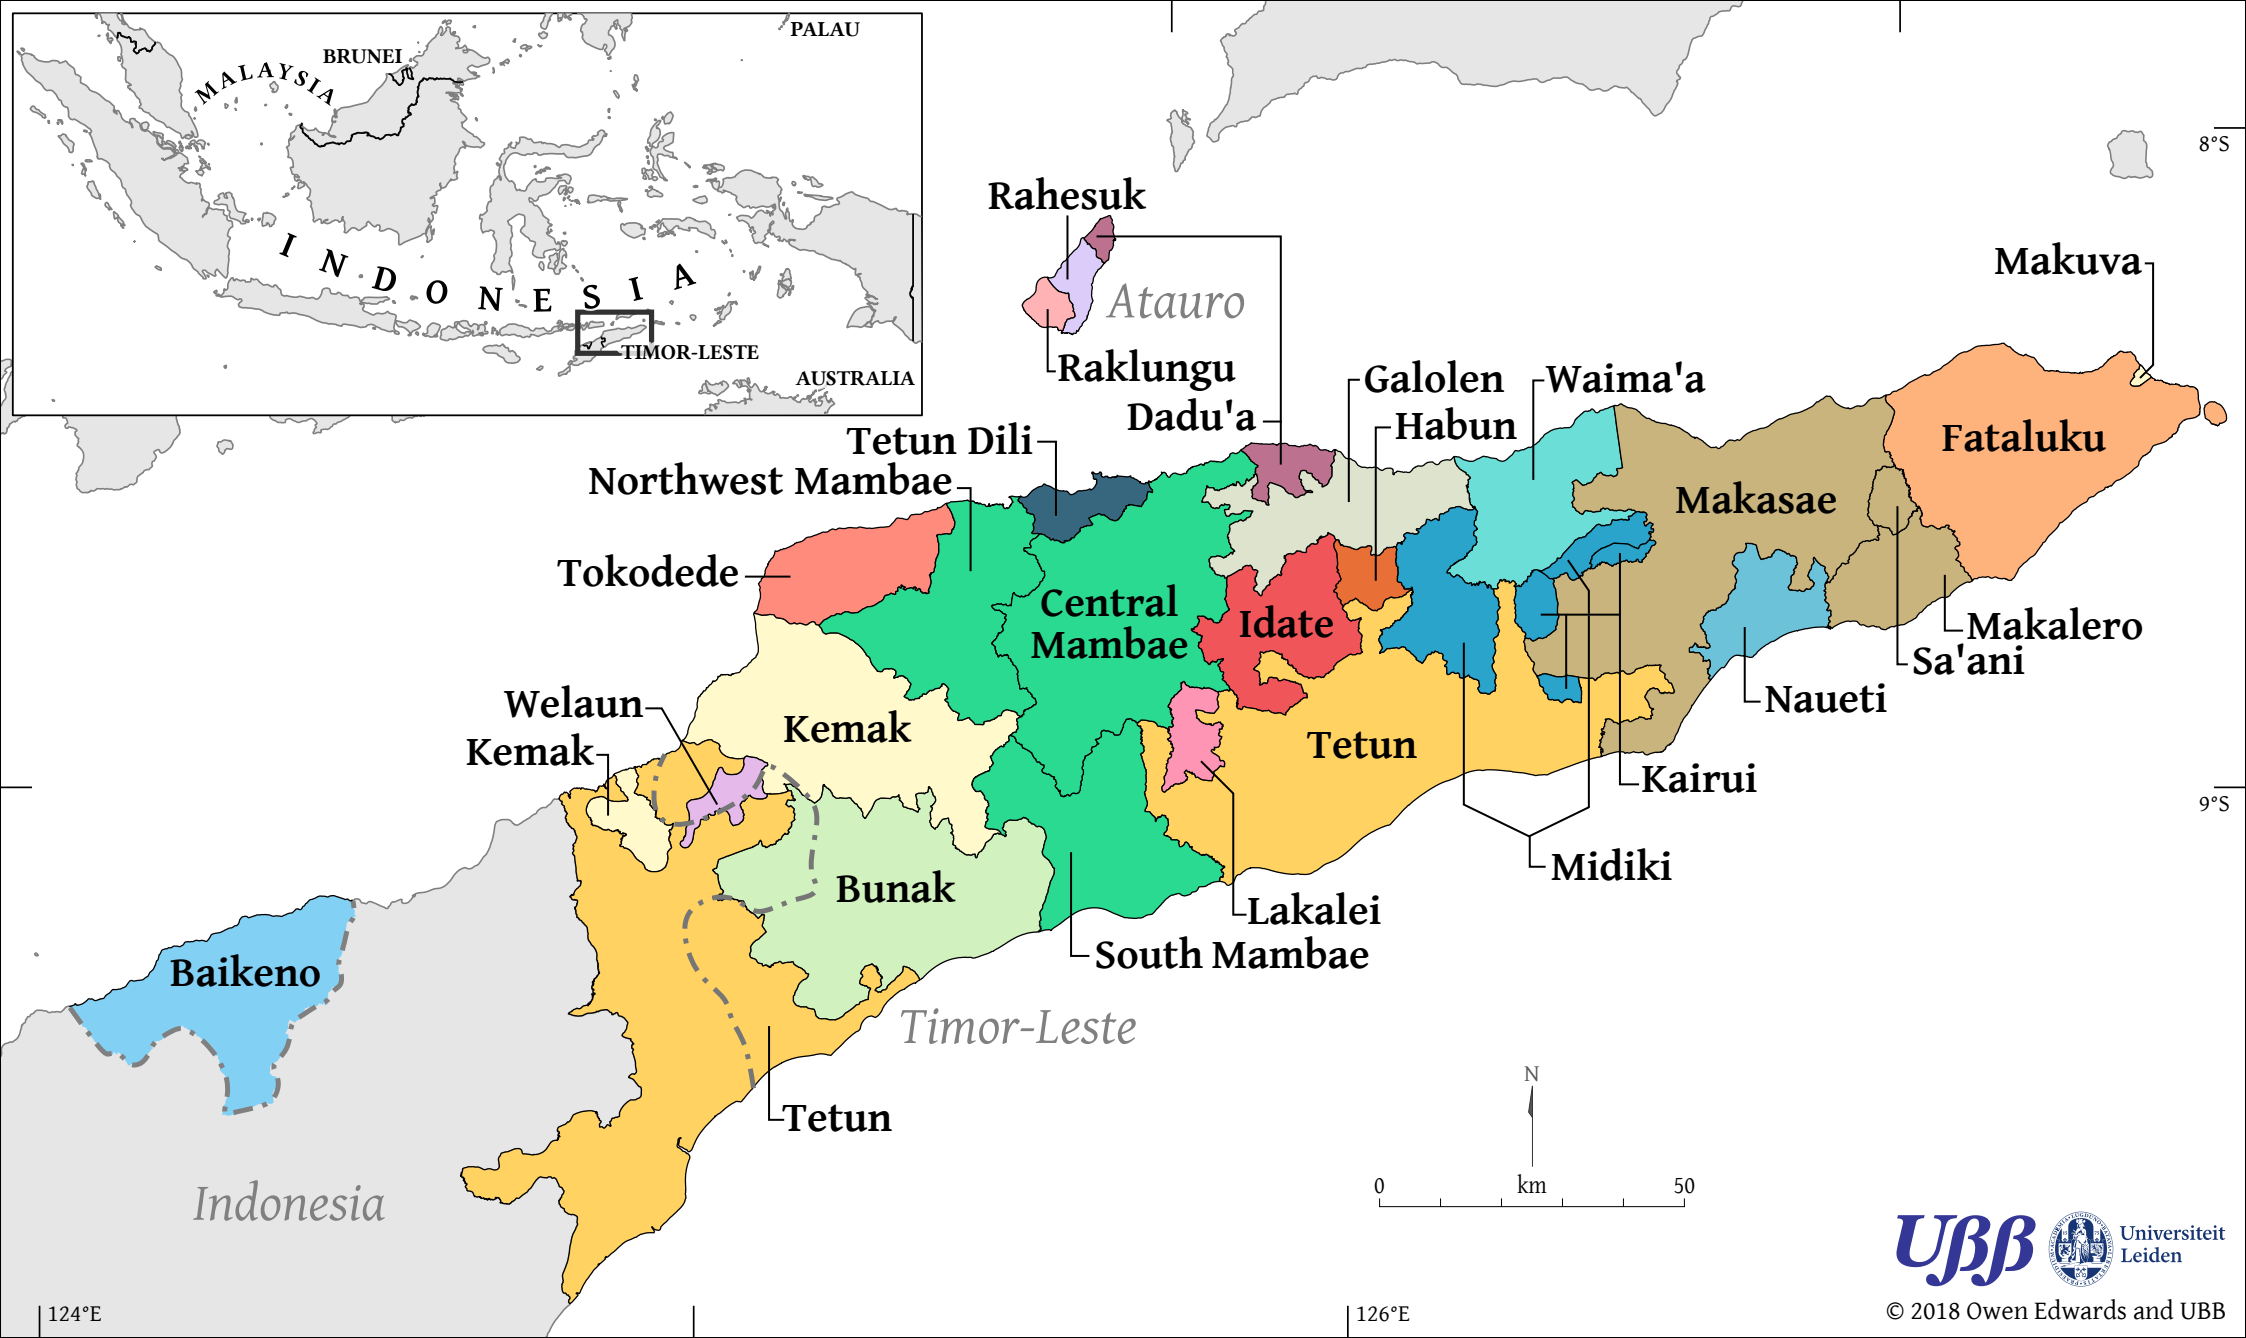 PALAU
BRUNEI
MALAYSIA
INDONESIA
TIMOR-LESTE
AUSTRALIA
8°S
Rahesuk
Makuva
Atauro
Raklungu
Galolen
Waima'a
Dadu'a
Habun
Tetun Dili
Fataluku
Northwest Mambae
Makasae
Tokodede
Central
Mambae
Idate
Makalero
Sa'ani
Welaun
Naueti
Kemak
Kemak
Tetun
Kairui
9°S
Midiki
Bunak
Lakalei
South Mambae
Baikeno
Timor-Leste
N
Tetun
Indonesia
0
km
50
Uββ
Universiteit
Leiden
124°E
126°E
© 2018 Owen Edwards and UBB